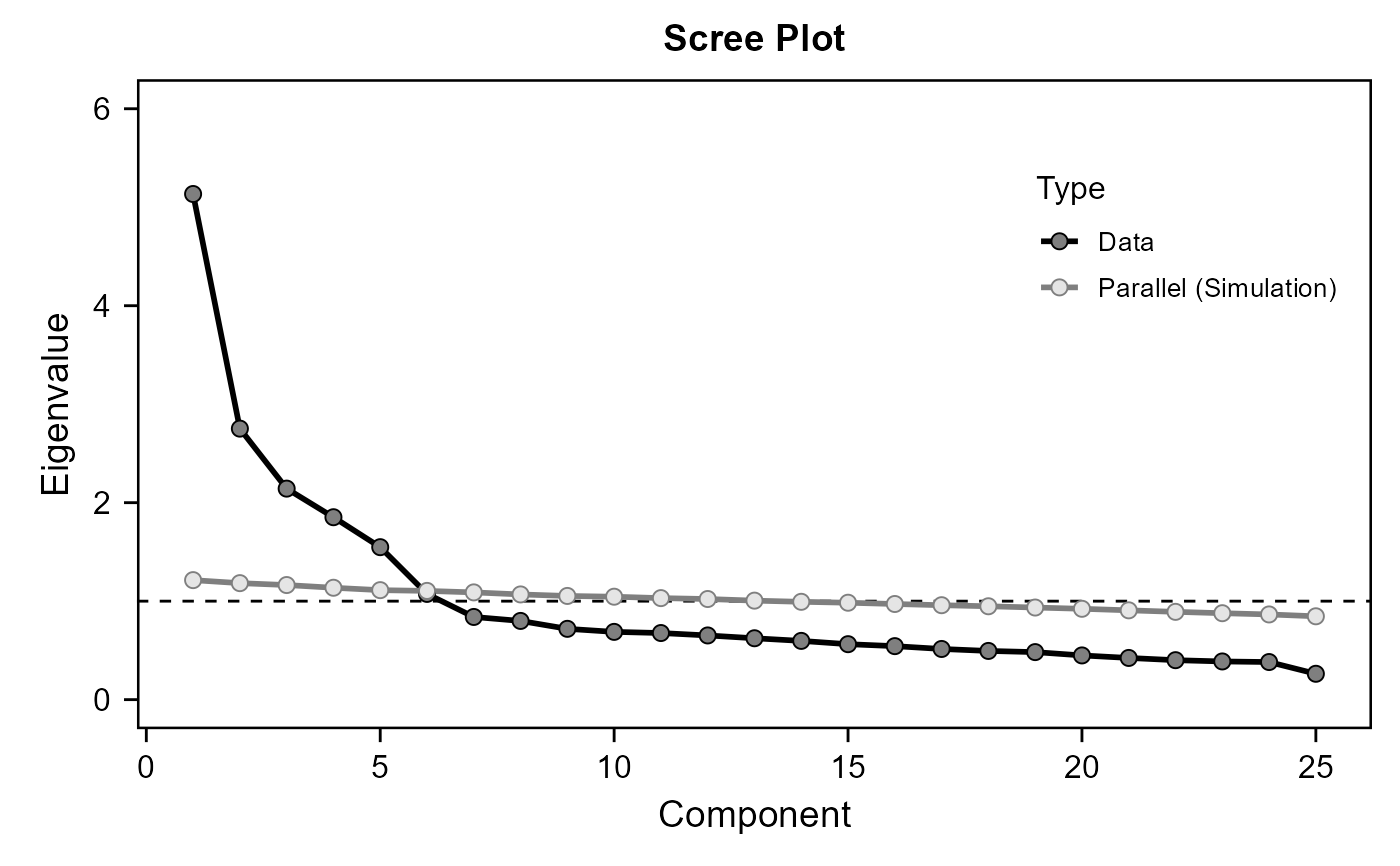 Scree Plot
6
4
2
0
Eigenvalue
Type
Data
Parallel (Simulation)
0 5 10 15 20 25
Component